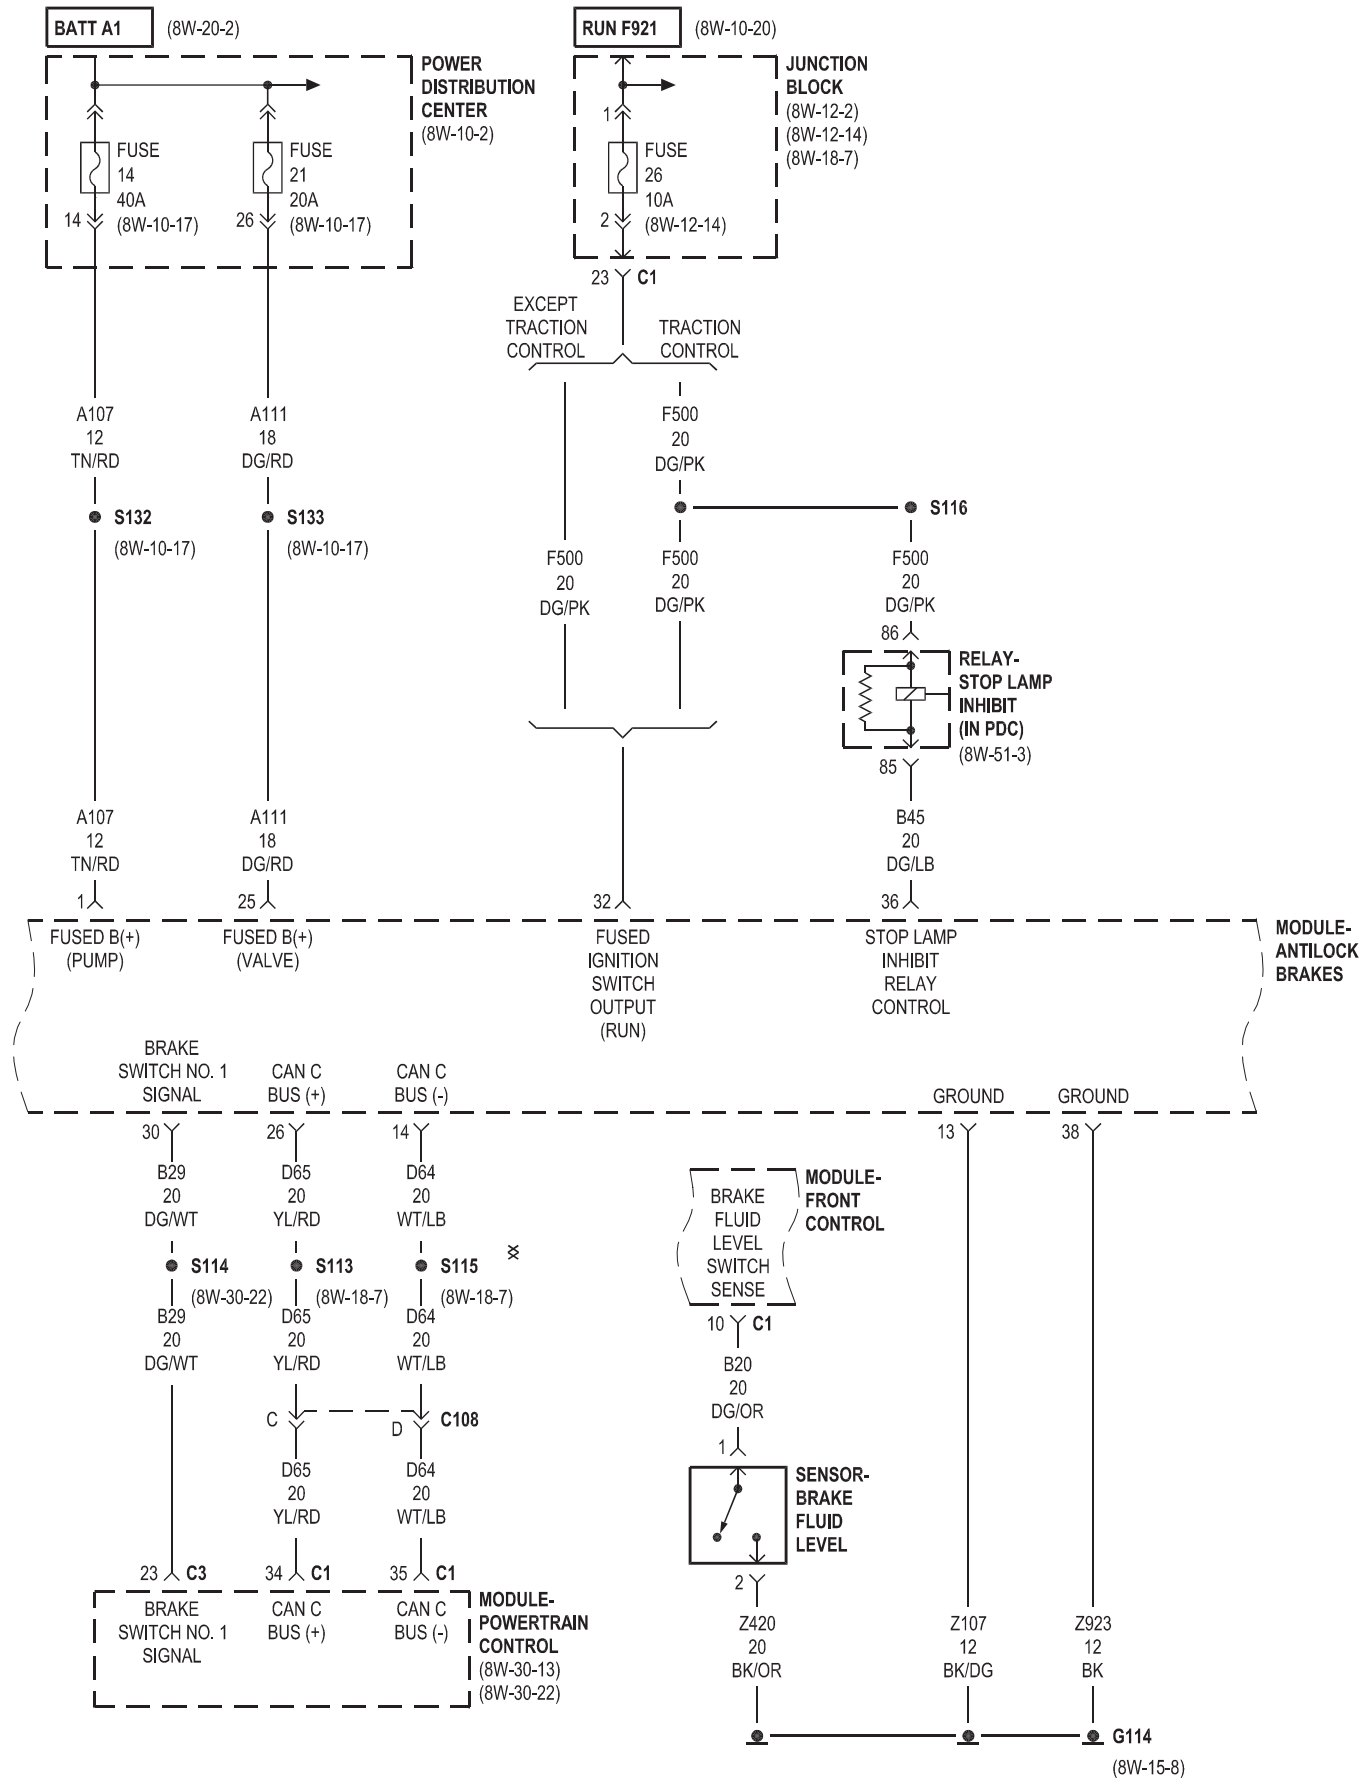 BATT A1 (8W-20-2)
RUN F921 (8W-10-20)
POWER
DISTRIBUTION
CENTER
(8W-10-2)
JUNCTION
BLOCK
(8W-12-2)
(8W-12-14)
(8W-18-7)
FUSE
14
40A
(8W-10-17)
14
FUSE
21
20A
(8W-10-17)
26
1
FUSE
26
10A
(8W-12-14)
2
23 C1
EXCEPT
TRACTION
CONTROL
TRACTION
CONTROL
A107
12
TN/RD
A111
18
DG/RD
F500
20
DG/PK
S132
(8W-10-17)
S133
(8W-10-17)
S116
F500
20
DG/PK
F500
20
DG/PK
F500
20
DG/PK
86
RELAY-
STOP LAMP
INHIBIT
(IN PDC)
(8W-51-3)
85
A107
12
TN/RD
A111
18
DG/RD
B45
20
DG/LB
1
25
32
36
FUSED B(+)
(PUMP)
FUSED B(+)
(VALVE)
FUSED
IGNITION
SWITCH
OUTPUT
(RUN)
STOP LAMP
INHIBIT
RELAY
CONTROL
MODULE-
ANTILOCK
BRAKES
BRAKE
SWITCH NO. 1
SIGNAL
CAN C
BUS (+)
CAN C
BUS (-)
GROUND
GROUND
30
26
14
13
38
B29
20
DG/WT
D65
20
YL/RD
D64
20
WT/LB
S114
(8W-30-22)
S113
(8W-18-7)
S115
(8W-18-7)
B29
20
DG/WT
D65
20
YL/RD
D64
20
WT/LB
MODULE-
FRONT
CONTROL
BRAKE
FLUID
LEVEL
SWITCH
SENSE
10 C1
B20
20
DG/OR
1
C
D
C108
D65
20
YL/RD
D64
20
WT/LB
SENSOR-
BRAKE
FLUID
LEVEL
2
23 C3
34 C1
35 C1
BRAKE
SWITCH NO. 1
SIGNAL
CAN C
BUS (+)
CAN C
BUS (-)
MODULE-
POWERTRAIN
CONTROL
(8W-30-13)
(8W-30-22)
Z420
20
BK/OR
Z107
12
BK/DG
Z923
12
BK
G114
(8W-15-8)